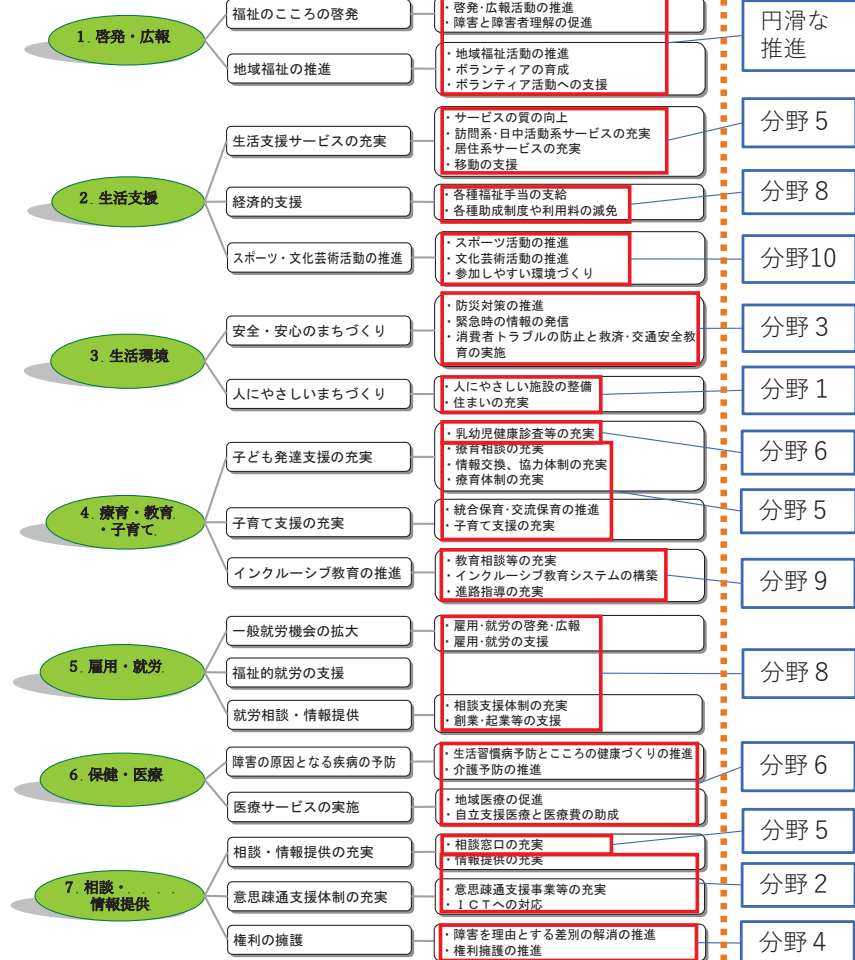 1. 啓発・広報
福祉のこころの啓発
・啓発・広報活動の推進
・障害と障害者理解の促進
地域福祉の推進
・地域福祉活動の推進
・ボランティアの育成
・ボランティア活動への支援
円滑な
推進
2. 生活支援
生活支援サービスの充実
・サービスの質の向上
・訪問系・日中活動系サービスの充実
・居住系サービスの充実
・移動の支援
分野5
経済的支援
・各種福祉手当の支給
・各種助成制度や利用料の減免
分野8
スポーツ・文化芸術活動の推進
・スポーツ活動の推進
・文化芸術活動の推進
・参加しやすい環境づくり
分野10
3. 生活環境
安全・安心のまちづくり
・防災対策の推進
・緊急時の情報の発信
・消費者トラブルの防止と救済・交通安全教
育の実施
分野3
人にやさしいまちづくり
・人にやさしい施設の整備
・住まいの充実
分野1
4. 療育・教育
・子育て
子ども発達支援の充実
・乳幼児健康診査等の充実
・療育相談の充実
・情報交換、協力体制の充実
・療育体制の充実
分野6
子育て支援の充実
・統合保育・交流保育の推進
・子育て支援の充実
分野5
インクルーシブ教育の推進
・教育相談等の充実
・インクルーシブ教育システムの構築
・進路指導の充実
分野9
5. 雇用・就労
一般就労機会の拡大
・雇用・就労の啓発・広報
・雇用・就労の支援
福祉的就労の支援
就労相談・情報提供
・相談支援体制の充実
・創業・起業等の支援
分野8
6. 保健・医療
障害の原因となる疾病の予防
・生活習慣病予防とこころの健康づくりの推進
・介護予防の推進
医療サービスの実施
・地域医療の促進
・自立支援医療と医療費の助成
分野6
7. 相談・
情報提供
相談・情報提供の充実
・相談窓口の充実
・情報提供の充実
分野5
意思疎通支援体制の充実
・意思疎通支援事業等の充実
・ICTへの対応
分野2
権利の擁護
・障害を理由とする差別の解消の推進
・権利擁護の推進
分野4